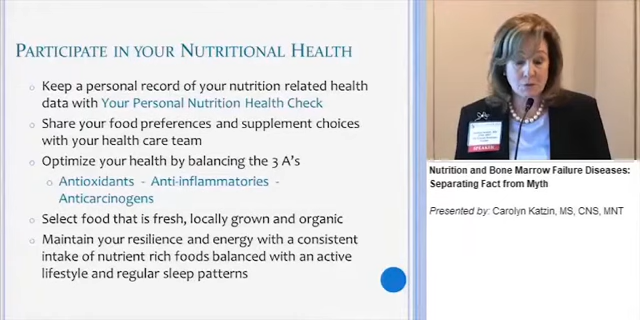 PARTICIPATE IN YOUR NUTRITIONAL HEALTH
Keep a personal record of your nutrition related health
data with Your Personal Nutrition Health Check
Share your food preferences and supplement choices
with your health care team
Optimize your health by balancing the 3 A's
Antioxidants - Anti-inflammatories -
Anticarcinogens
Select food that is fresh, locally grown and organic
Maintain your resilience and energy with a consistent
intake of nutrient rich foods balanced with an active
lifestyle and regular sleep patterns
SPEAKER
Nutrition and Bone Marrow Failure Diseases:
Separating Fact from Myth
Presented by: Carolyn Katzin, MS, CNS, MNT